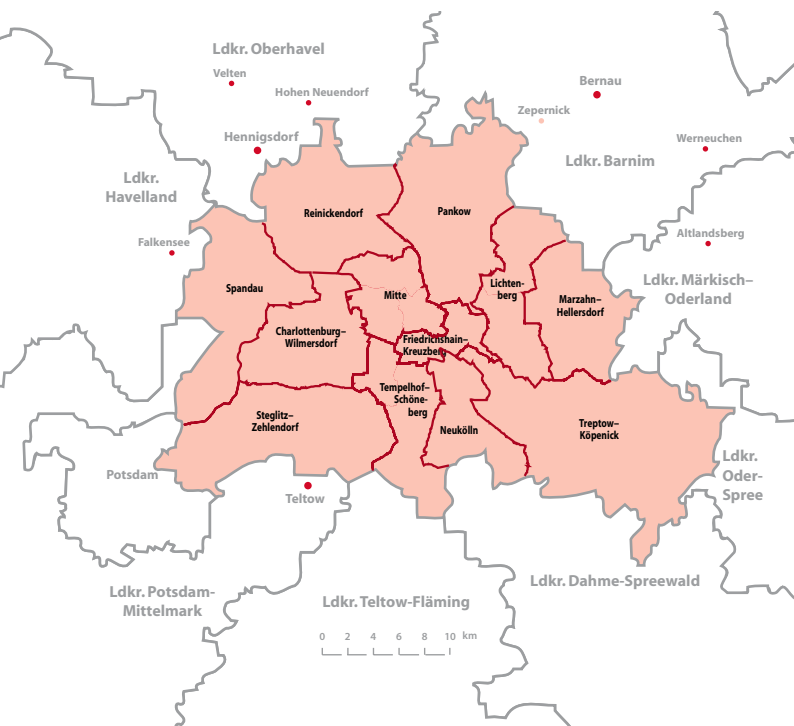 Ldkr. Oberhavel
Velten
Hohen Neuendorf
Bernau
Zepernick
Hennigsdorf
Werneuchen
Ldkr. Barnim
Ldkr.
Havelland
Reinickendorf
Pankow
Falkensee
Altlandsberg
Ldkr. Märkisch–
Oderland
Spandau
Mitte
Lichten-
berg
Marzahn–
Hellersdorf
Charlottenburg–
Wilmersdorf
Friedrichshain–
Kreuzberg
Tempelhof–
Schöne-
berg
Steglitz–
Zehlendorf
Neukölln
Treptow–
Köpenick
Potsdam
Teltow
Ldkr.
Oder-
Spree
Ldkr. Potsdam-
Mittelmark
Ldkr. Teltow-Fläming
Ldkr. Dahme-Spreewald
0 2 4 6 8 10 km